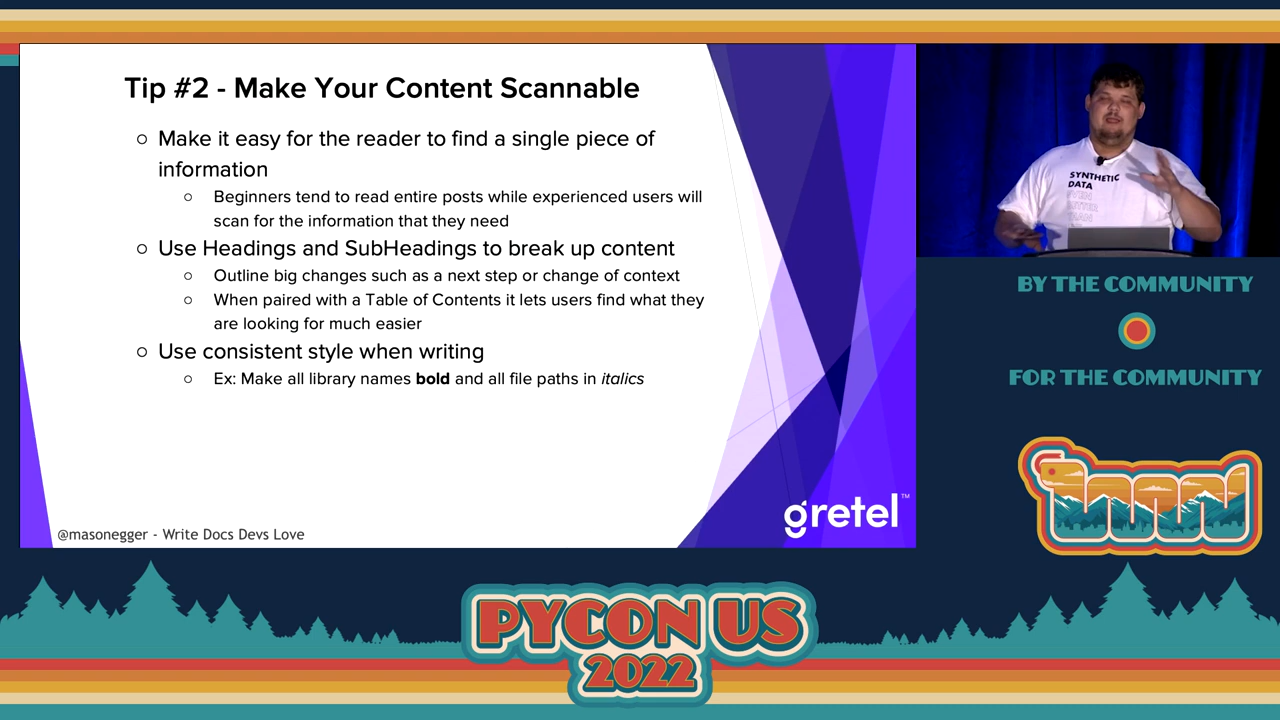 Tip #2 - Make Your Content Scannable
○ Make it easy for the reader to find a single piece of
information
○ Beginners tend to read entire posts while experienced users will
scan for the information that they need
○ Use Headings and SubHeadings to break up content
○ Outline big changes such as a next step or change of context
○ When paired with a Table of Contents it lets users find what they
are looking for much easier
○ Use consistent style when writing
○ Ex: Make all library names bold and all file paths in italics
@masonegger - Write Docs Devs Love
gretel™
SYNTHETIC
DATA
BY THE COMMUNITY
FOR THE COMMUNITY
PYCON US
2022